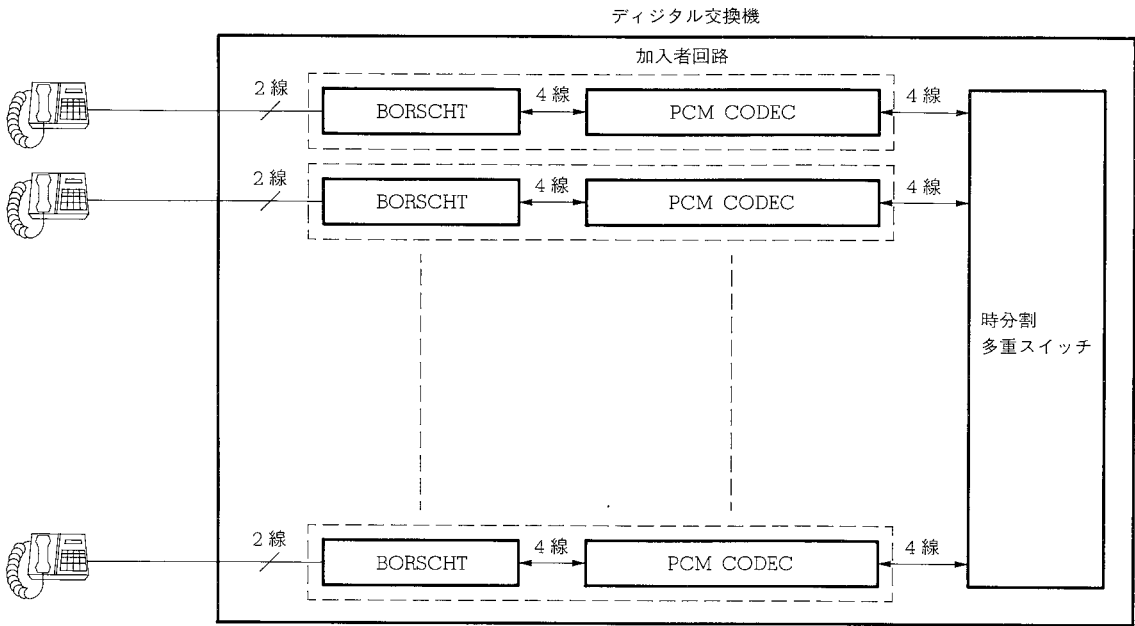 ディジタル交換機
加入者回路
2線
BORSCHT
4線
PCM CODEC
4線
2線
BORSCHT
4線
PCM CODEC
4線
時分割
多重スイッチ
2線
BORSCHT
4線
PCM CODEC
4線